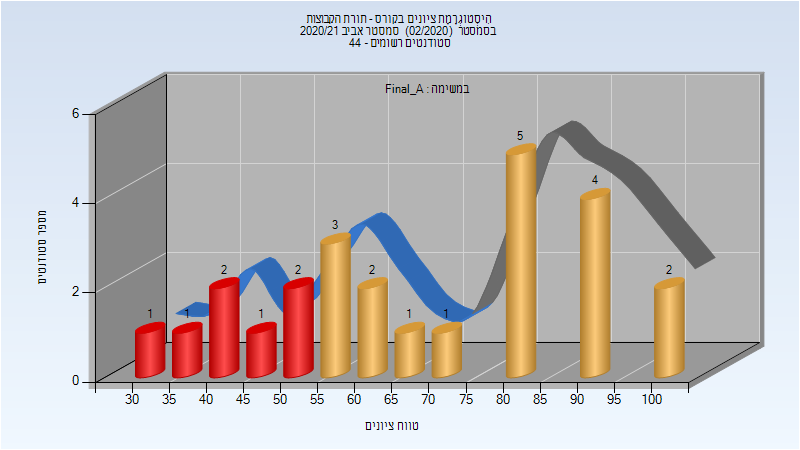 היסטוגרמת ציונים בקורס - תורת הקבוצות
בסמסטר (02/2020) סמסטר אביב 2020/21
סטודנטים רשומים - 44
במשימה : Final_A
מספר סטודנטים
6
4
2
0
1
1
2
1
2
3
2
1
1
5
4
2
30 35 40 45 50 55 60 65 70 75 80 85 90 95 100
טווח ציונים